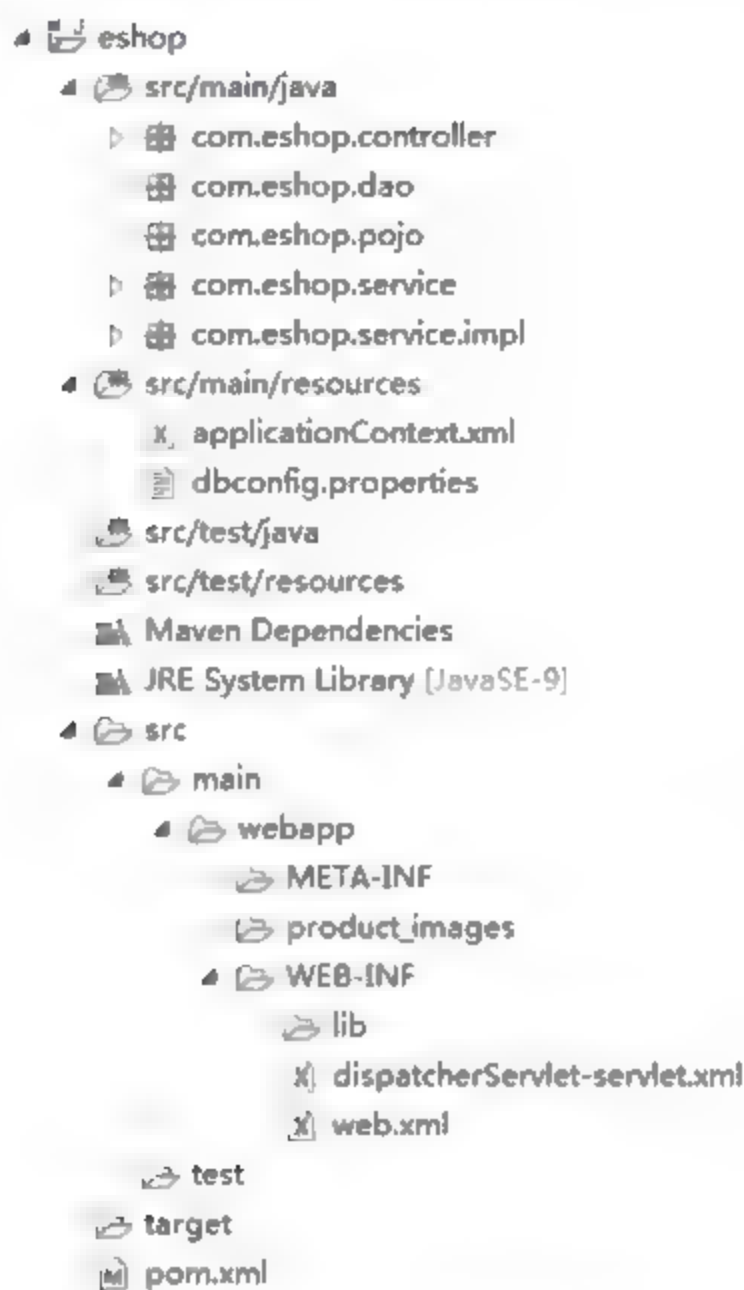 eshop
src/main/java
com.eshop.controller
com.eshop.dao
com.eshop.pojo
com.eshop.service
com.eshop.service.impl
src/main/resources
applicationContext.xml
dbconfig.properties
src/test/java
src/test/resources
Maven Dependencies
JRE System Library [JavaSE-9]
src
main
webapp
META-INF
product_images
WEB-INF
lib
dispatcherServlet-servlet.xml
web.xml
test
target
pom.xml